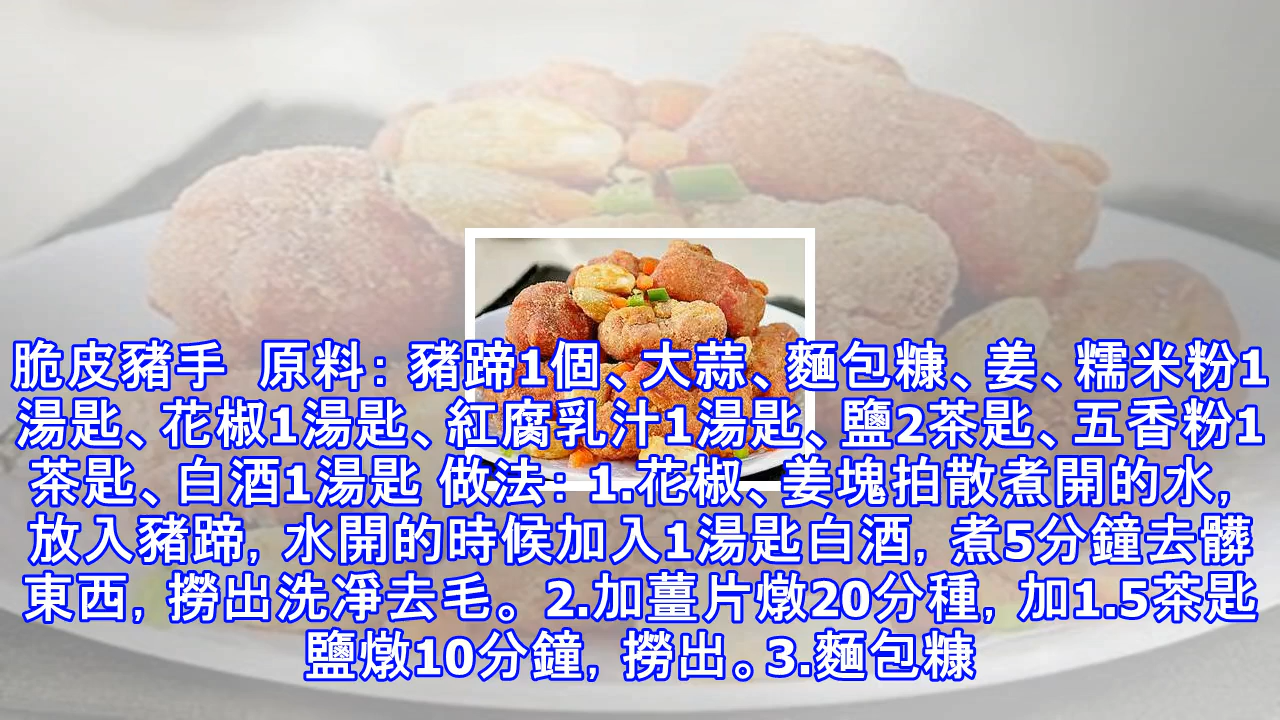 脆皮豬手 原料：豬蹄1個、大蒜、麵包糠、姜、糯米粉1
湯匙、花椒1湯匙、紅腐乳汁1湯匙、鹽2茶匙、五香粉1
茶匙、白酒1湯匙 做法：1.花椒、姜塊拍散煮開的水，
放入豬蹄，水開的時候加入1湯匙白酒，煮5分鐘去髒
東西，撈出洗凈去毛。2.加薑片燉20分種，加1.5茶匙
鹽燉10分鐘，撈出。3.麵包糠